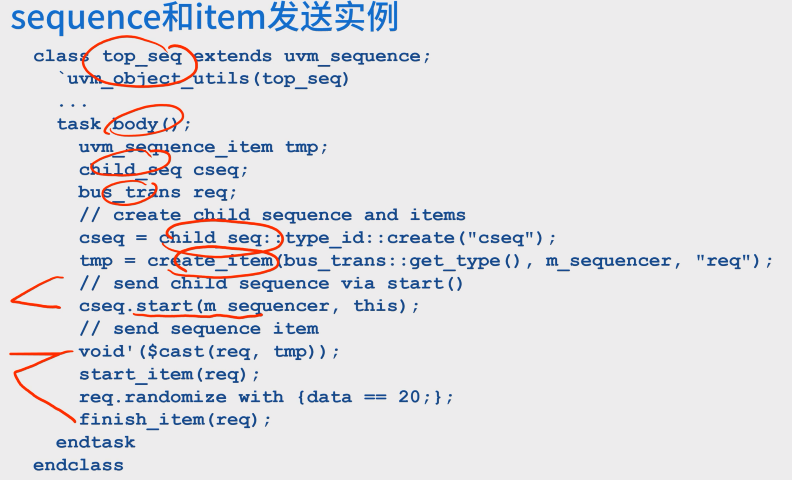 sequence和item发送实例
class top_seq extends uvm_sequence;
`uvm_object_utils(top_seq)
...
task body();
uvm_sequence_item tmp;
child_seq cseq;
bus_trans req;
// create child sequence and items
cseq = child_seq::type_id::create("cseq");
tmp = create_item(bus_trans::get_type(), m_sequencer, "req");
// send child sequence via start()
cseq.start(m_sequencer, this);
// send sequence item
void'($cast(req, tmp));
start_item(req);
req.randomize with {data == 20;};
finish_item(req);
endtask
endclass